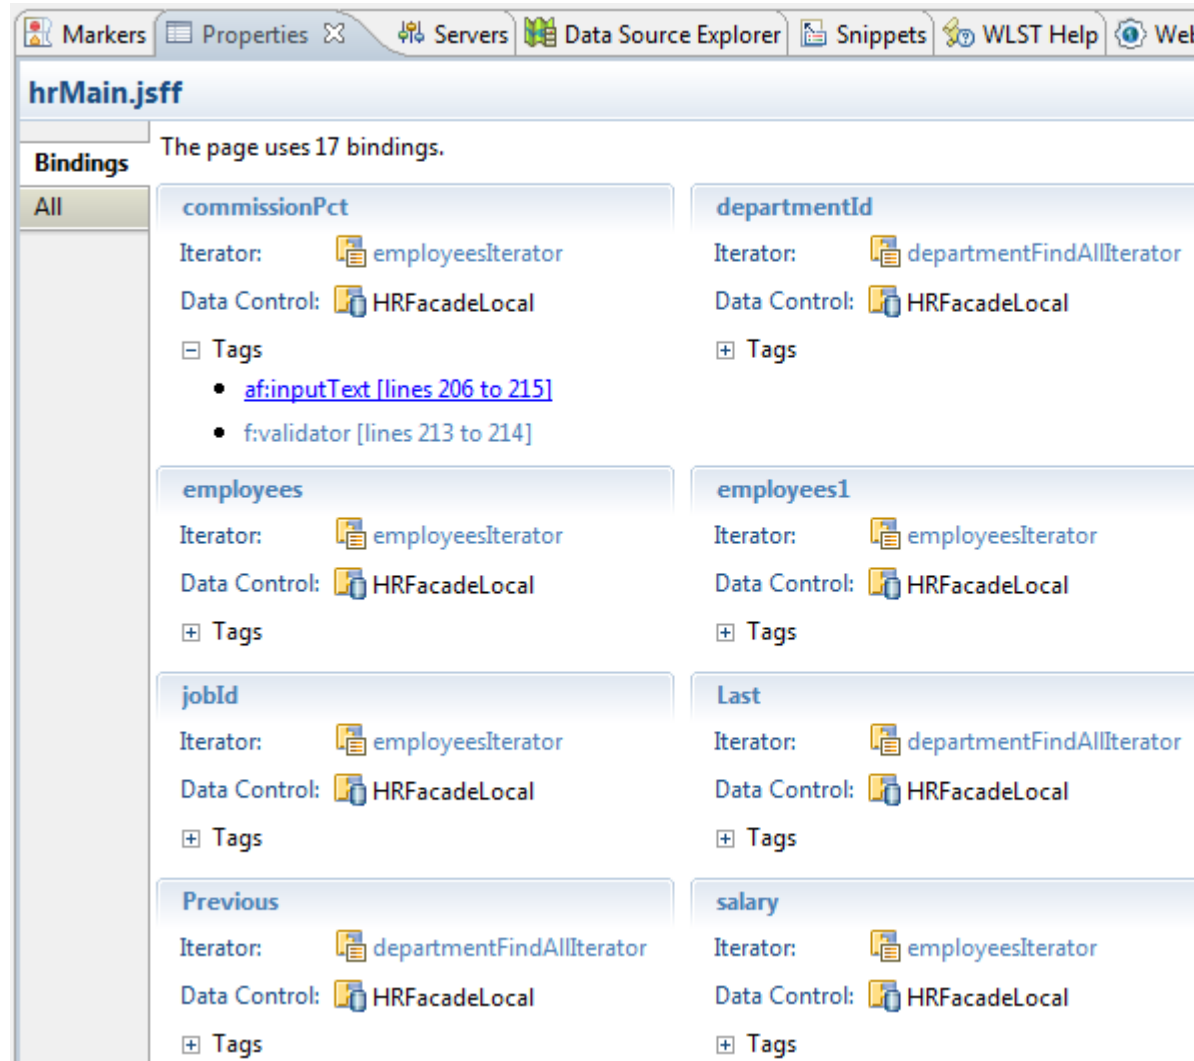 Markers Properties Servers Data Source Explorer Snippets WLST Help Web
hrMain.jsff
Bindings
All
The page uses 17 bindings.
commissionPct
Iterator: employeesIterator
Data Control: HRFacadeLocal
Tags
af:inputText [lines 206 to 215]
f:validator [lines 213 to 214]
departmentId
Iterator: departmentFindAllIterator
Data Control: HRFacadeLocal
Tags
employees
Iterator: employeesIterator
Data Control: HRFacadeLocal
Tags
employees1
Iterator: employeesIterator
Data Control: HRFacadeLocal
Tags
jobId
Iterator: employeesIterator
Data Control: HRFacadeLocal
Tags
Last
Iterator: departmentFindAllIterator
Data Control: HRFacadeLocal
Tags
Previous
Iterator: departmentFindAllIterator
Data Control: HRFacadeLocal
Tags
salary
Iterator: employeesIterator
Data Control: HRFacadeLocal
Tags